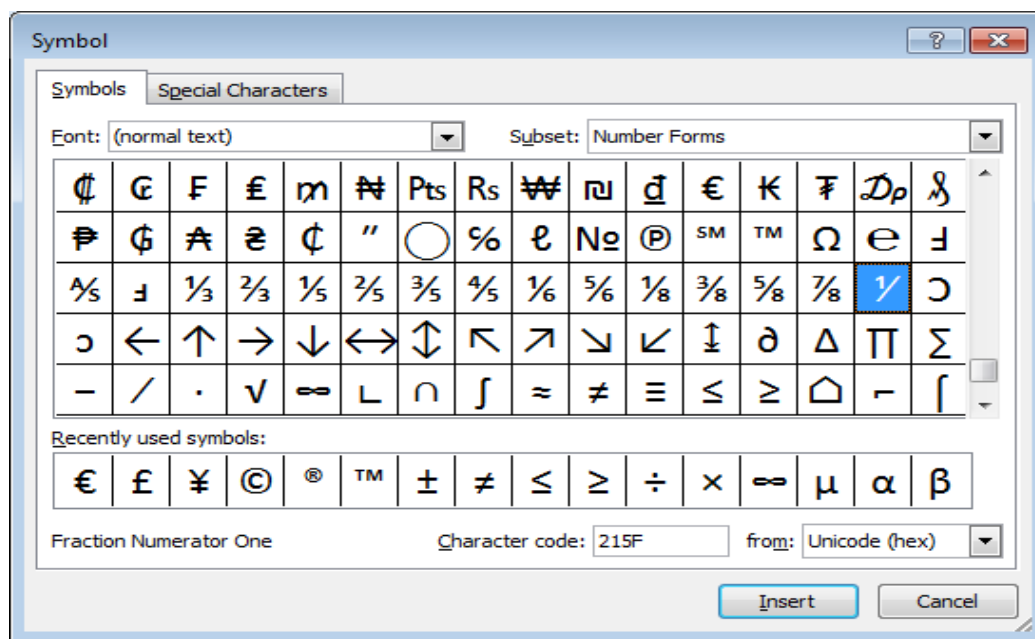 Symbol
Symbols Special Characters
Font: (normal text) Subset: Number Forms
₡ ₢ ₣ ₤ ₥ ₦ ₧ ₨ ₩ ₪ ₫ € ₭ ₮ ₯ ₰
₱ ₲ ₳ ₴ ₵ ″ ⃝ ℅ ℓ № ℗ ℠ ™ Ω ℮ Ⅎ
⅍ ⅎ ⅓ ⅔ ⅕ ⅖ ⅗ ⅘ ⅙ ⅚ ⅛ ⅜ ⅝ ⅞ ⅟ Ↄ
ↄ ← ↑ → ↓ ↔ ↕ ↖ ↗ ↘ ↙ ↨ ∂ ∆ ∏ ∑
− ∕ ∙ √ ∞ ∟ ∩ ∫ ≈ ≠ ≡ ≤ ≥ ⌂ ⌐ ⌠
Recently used symbols:
€ £ ¥ © ® ™ ± ≠ ≤ ≥ ÷ × ∞ µ α β
Fraction Numerator One Character code: 215F from: Unicode (hex)
Insert Cancel